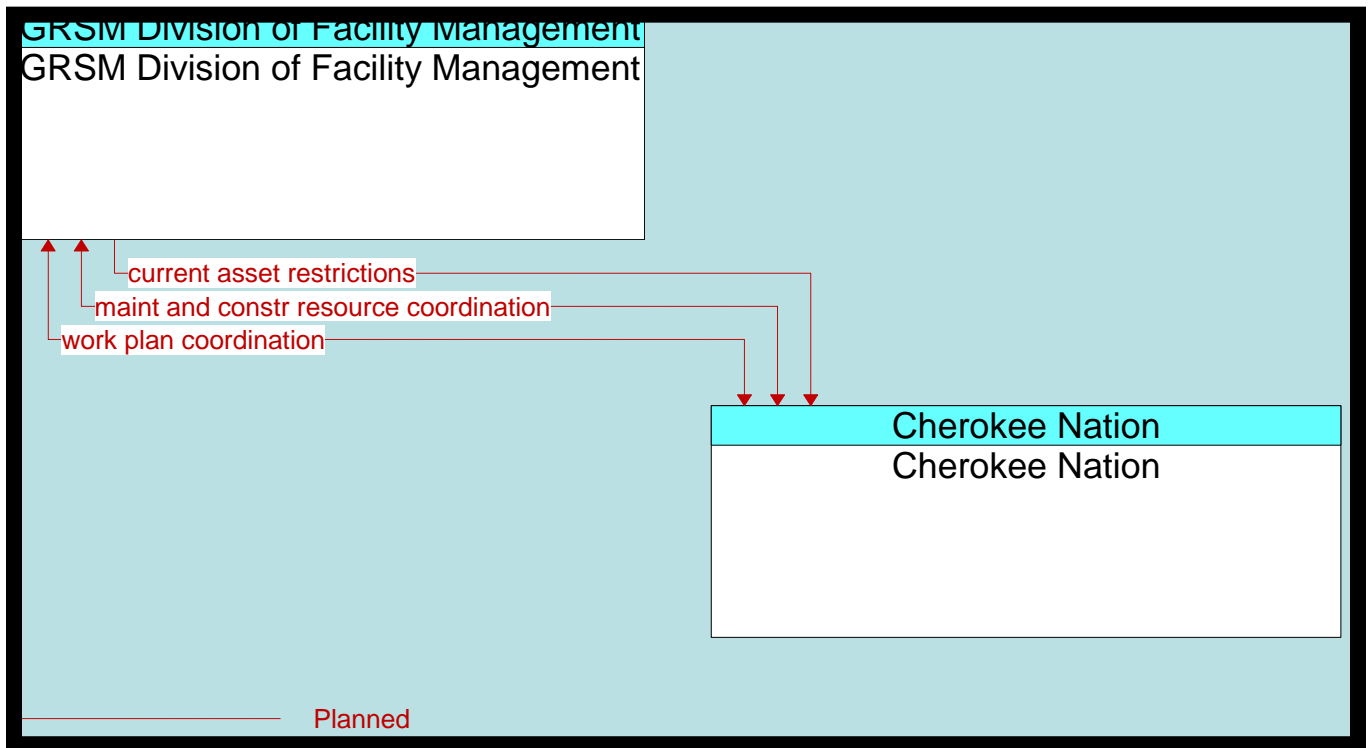 GRSM Division of Facility Management
GRSM Division of Facility Management
current asset restrictions
maint and constr resource coordination
work plan coordination
Cherokee Nation
Cherokee Nation
Planned